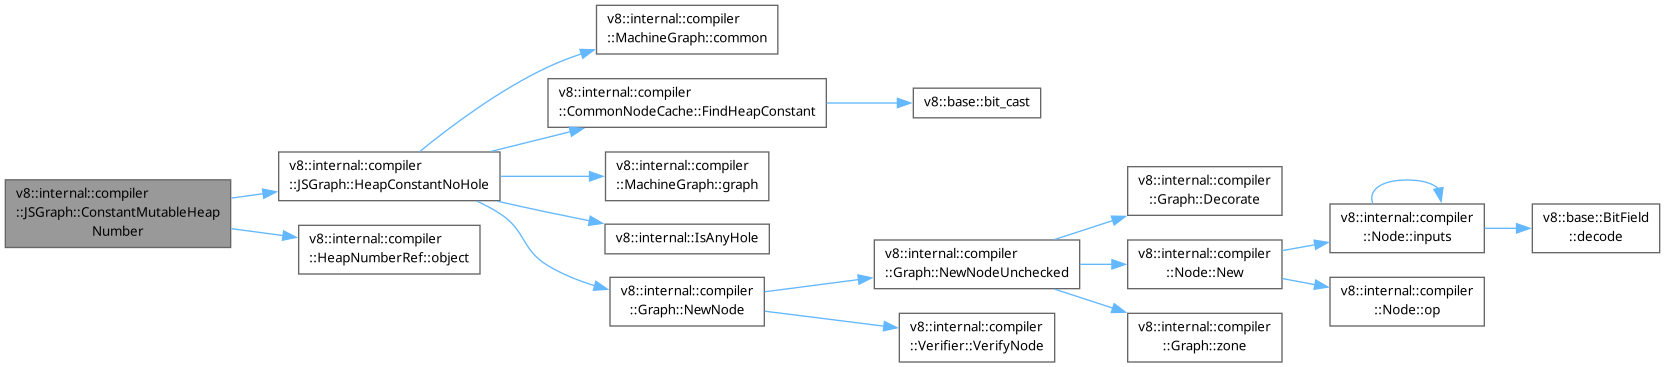 v8::internal::compiler
::JSGraph::ConstantMutableHeap
Number
v8::internal::compiler
::JSGraph::HeapConstantNoHole
v8::internal::compiler
::HeapNumberRef::object
v8::internal::compiler
::MachineGraph::common
v8::internal::compiler
::CommonNodeCache::FindHeapConstant
v8::internal::compiler
::MachineGraph::graph
v8::internal::IsAnyHole
v8::internal::compiler
::Graph::NewNode
v8::base::bit_cast
v8::internal::compiler
::Graph::NewNodeUnchecked
v8::internal::compiler
::Verifier::VerifyNode
v8::internal::compiler
::Graph::Decorate
v8::internal::compiler
::Node::New
v8::internal::compiler
::Graph::zone
v8::internal::compiler
::Node::inputs
v8::internal::compiler
::Node::op
v8::base::BitField
::decode